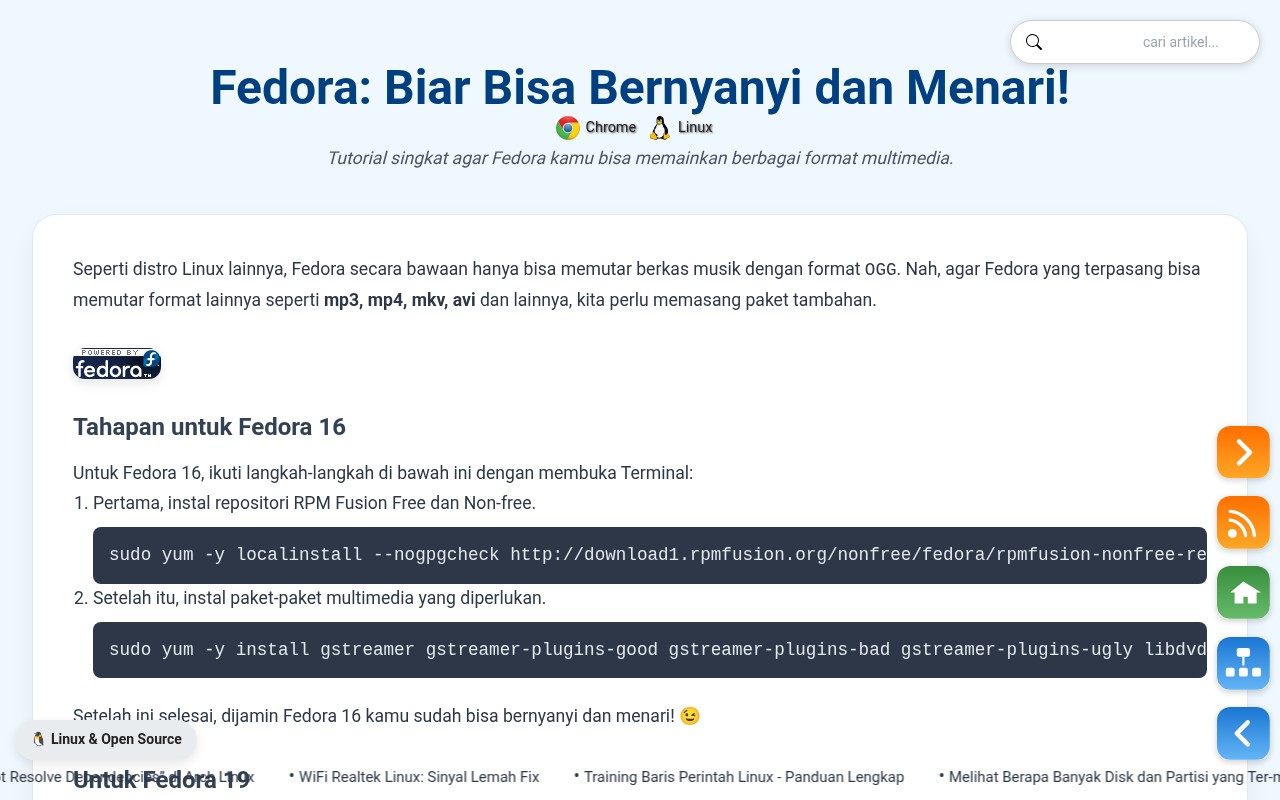 cari artikel...
Fedora: Biar Bisa Bernyanyi dan Menari!
Chrome Linux
Tutorial singkat agar Fedora kamu bisa memainkan berbagai format multimedia.
Seperti distro Linux lainnya, Fedora secara bawaan hanya bisa memutar berkas musik dengan format OGG. Nah, agar Fedora yang terpasang bisa
memutar format lainnya seperti mp3, mp4, mkv, avi dan lainnya, kita perlu memasang paket tambahan.
POWERED BY
fedora™
Tahapan untuk Fedora 16
Untuk Fedora 16, ikuti langkah-langkah di bawah ini dengan membuka Terminal:
1. Pertama, instal repositori RPM Fusion Free dan Non-free.
sudo yum -y localinstall --nogpgcheck http://download1.rpmfusion.org/nonfree/fedora/rpmfusion-nonfree-re
2. Setelah itu, instal paket-paket multimedia yang diperlukan.
sudo yum -y install gstreamer gstreamer-plugins-good gstreamer-plugins-bad gstreamer-plugins-ugly libdvd
Setelah ini selesai, dijamin Fedora 16 kamu sudah bisa bernyanyi dan menari! 😉
🐧 Linux & Open Source
Untuk Fedora 19
t Resolve Dependencies" di Arch Linux • WiFi Realtek Linux: Sinyal Lemah Fix • Training Baris Perintah Linux - Panduan Lengkap • Melihat Berapa Banyak Disk dan Partisi yang Ter-m